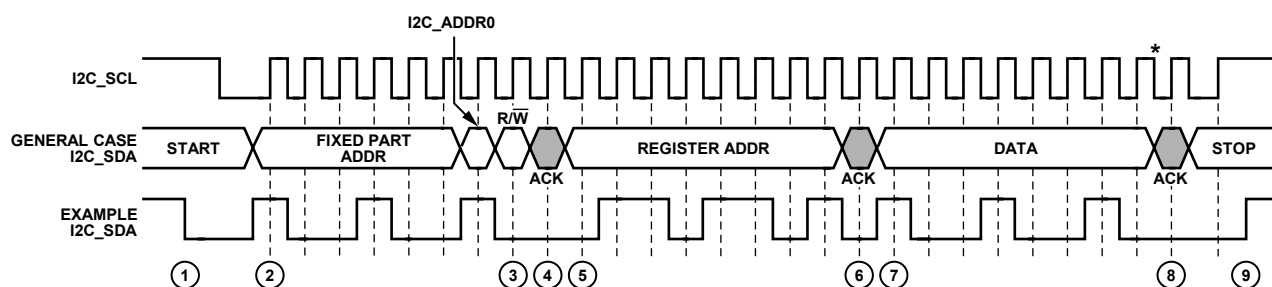 I2C_ADDR0
*
I2C_SCL
R/W̅
GENERAL CASE
I2C_SDA
START
FIXED PART
ADDR
ACK
REGISTER ADDR
ACK
DATA
ACK
STOP
EXAMPLE
I2C_SDA
1 2 3 4 5 6 7 8 9